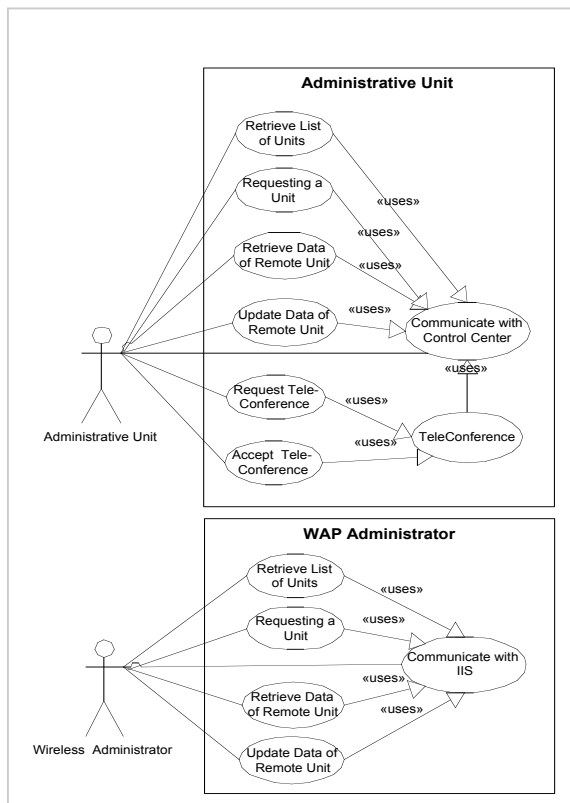 Administrative Unit
Retrieve List
of Units
«uses»
Requesting a
Unit
«uses»
Retrieve Data
of Remote Unit
«uses»
Update Data of
Remote Unit
«uses»
Communicate with
Control Center
«uses»
Request Tele-
Conference
«uses»
Administrative Unit
TeleConference
«uses»
Accept Tele-
Conference
WAP Administrator
Retrieve List
of Units
«uses»
Requesting a
Unit
«uses»
Communicate with
IIS
«uses»
Retrieve Data
of Remote Unit
«uses»
Wireless Administrator
Update Data of
Remote Unit